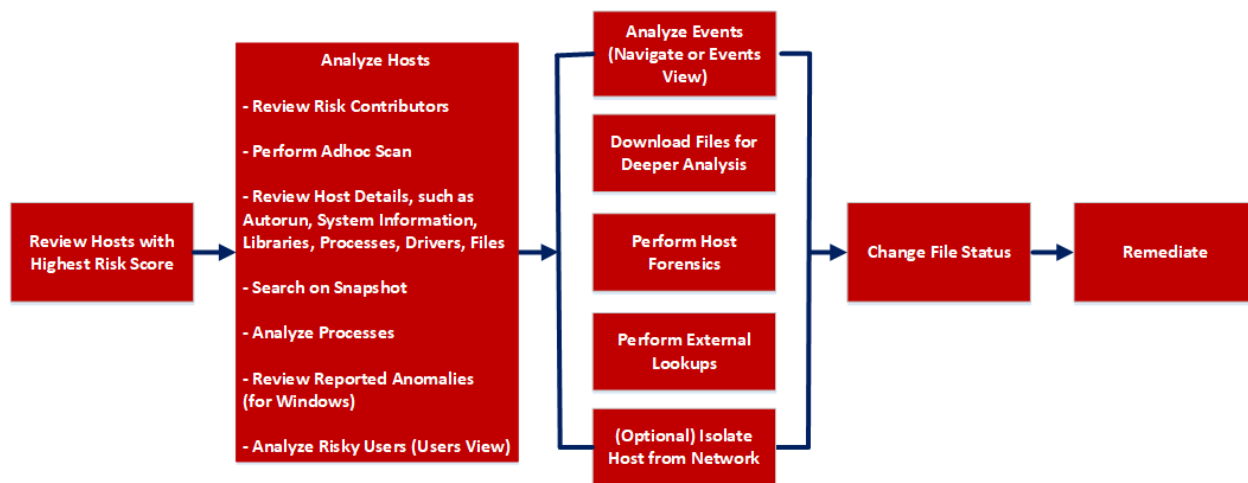 Review Hosts with
Highest Risk Score
Analyze Hosts
- Review Risk Contributors
- Perform Adhoc Scan
- Review Host Details, such as
Autorun, System Information,
Libraries, Processes, Drivers, Files
- Search on Snapshot
- Analyze Processes
- Review Reported Anomalies
(for Windows)
- Analyze Risky Users (Users View)
Analyze Events
(Navigate or Events
View)
Download Files for
Deeper Analysis
Perform Host
Forensics
Perform External
Lookups
(Optional) Isolate
Host from Network
Change File Status
Remediate